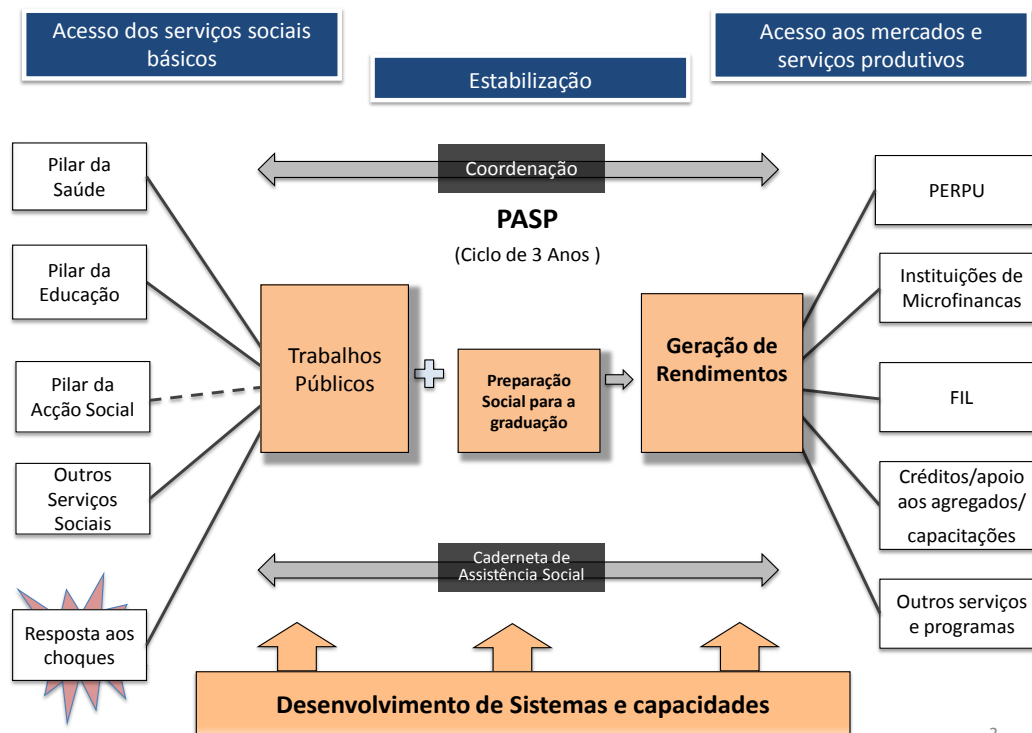 Acesso dos serviços sociais
básicos
Estabilização
Acesso aos mercados e
serviços produtivos
Coordenação
PASP
(Ciclo de 3 Anos )
Pilar da
Saúde
Pilar da
Educação
Pilar da
Acção Social
Outros
Serviços
Sociais
Resposta aos
choques
Trabalhos
Públicos
Preparação
Social para a
graduação
Geração de
Rendimentos
PERPU
Instituições de
Microfinancas
FIL
Créditos/apoio
aos agregados/
capacitações
Outros serviços
e programas
Caderneta de
Assistência Social
Desenvolvimento de Sistemas e capacidades